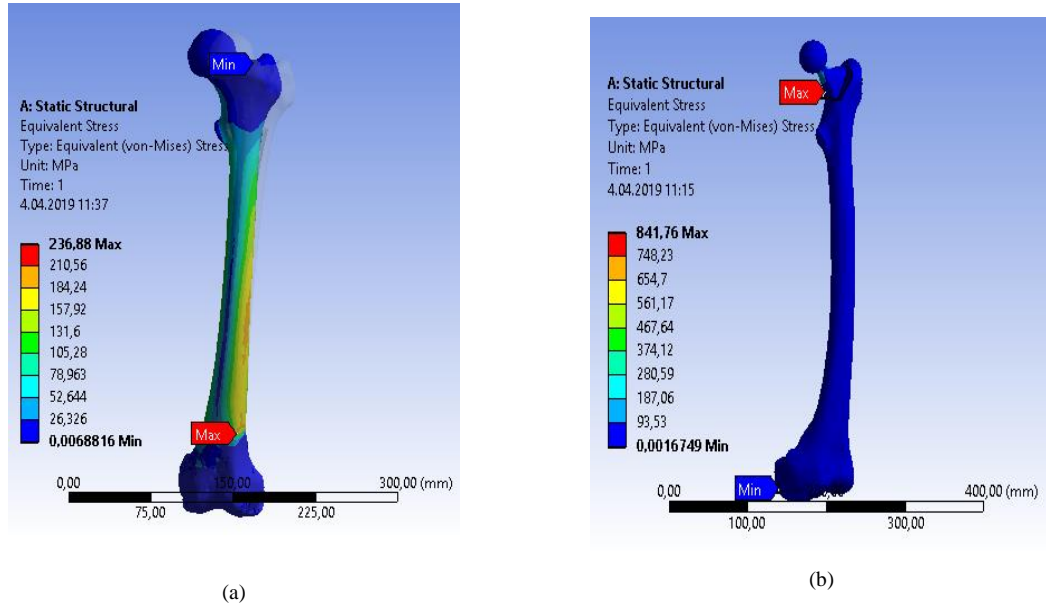 A: Static Structural
Equivalent Stress
Type: Equivalent (von-Mises) Stress
Unit: MPa
Time: 1
4.04.2019 11:37
236,88 Max
210,56
184,24
157,92
131,6
105,28
78,963
52,644
26,326
0,0068816 Min
Min
Max
0,00 150,00 300,00 (mm)
75,00 225,00
(a)
A: Static Structural
Equivalent Stress
Type: Equivalent (von-Mises) Stress
Unit: MPa
Time: 1
4.04.2019 11:15
841,76 Max
748,23
654,7
561,17
467,64
374,12
280,59
187,06
93,53
0,0016749 Min
Max
Min
0,00 400,00 (mm)
100,00 300,00
(b)